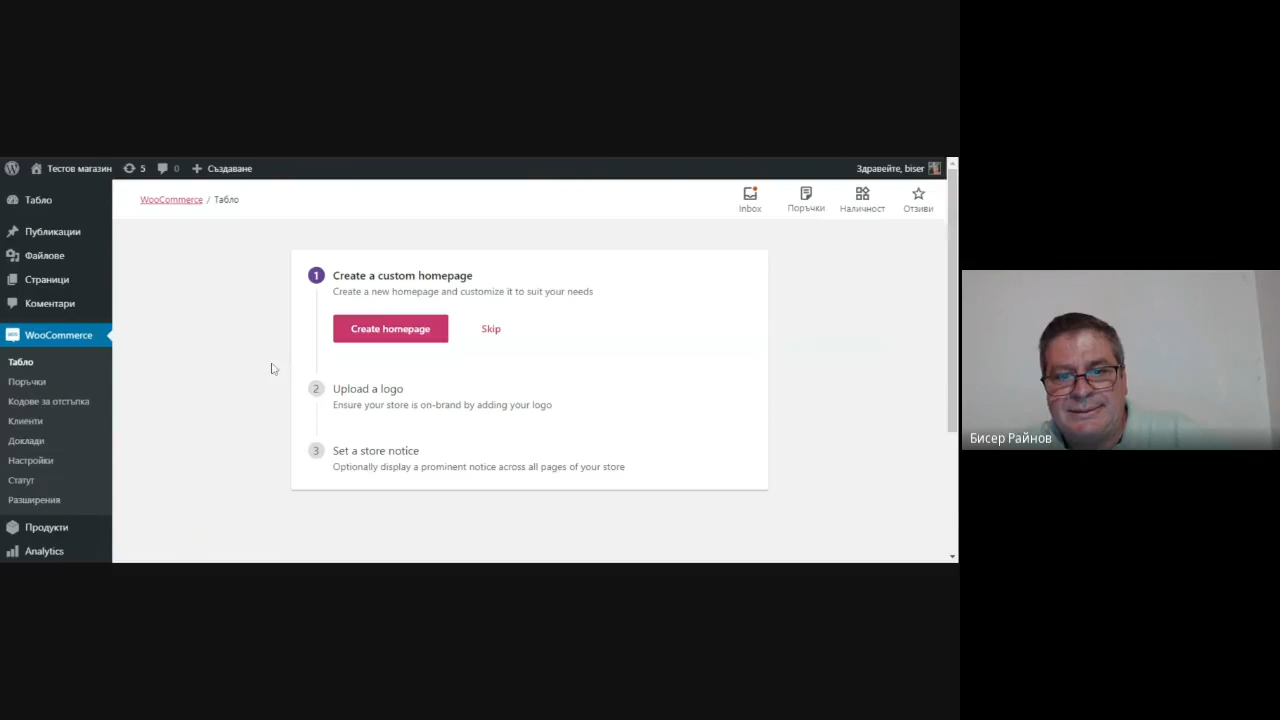 Тестов магазин
5
0
Създаване
Здравейте, biser
Табло
Публикации
Файлове
Страници
Коментари
WooCommerce
Табло
Поръчки
Кодове за отстъпка
Клиенти
Доклади
Настройки
Статут
Разширения
Продукти
Analytics
WooCommerce / Табло
Inbox
Поръчки
Наличност
Отзиви
1
Create a custom homepage
Create a new homepage and customize it to suit your needs
Create homepage
Skip
2
Upload a logo
Ensure your store is on-brand by adding your logo
3
Set a store notice
Optionally display a prominent notice across all pages of your store
Бисер Райнов